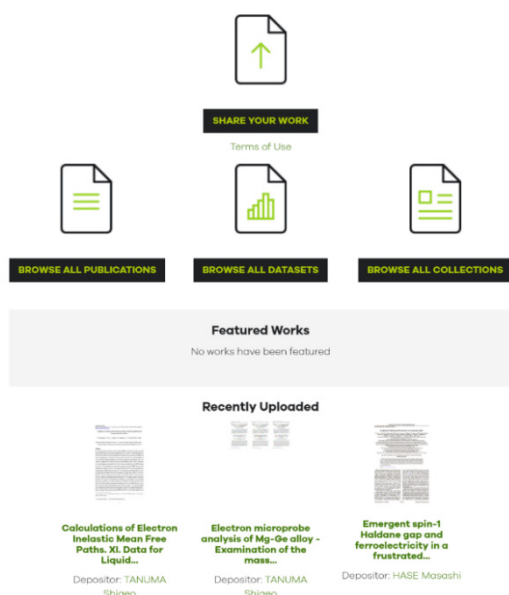 SHARE YOUR WORK
Terms of Use
BROWSE ALL PUBLICATIONS
BROWSE ALL DATASETS
BROWSE ALL COLLECTIONS
Featured Works
No works have been featured
Recently Uploaded
Calculations of Electron
Inelastic Mean Free
Paths. XI. Data for
Liquid...
Depositor: TANUMA
Shigeo
Electron microprobe
analysis of Mg-Ge alloy -
Examination of the
mass...
Depositor: TANUMA
Shigeo
Emergent spin-1
Haldane gap and
ferroelectricity in a
frustrated...
Depositor: HASE Masashi